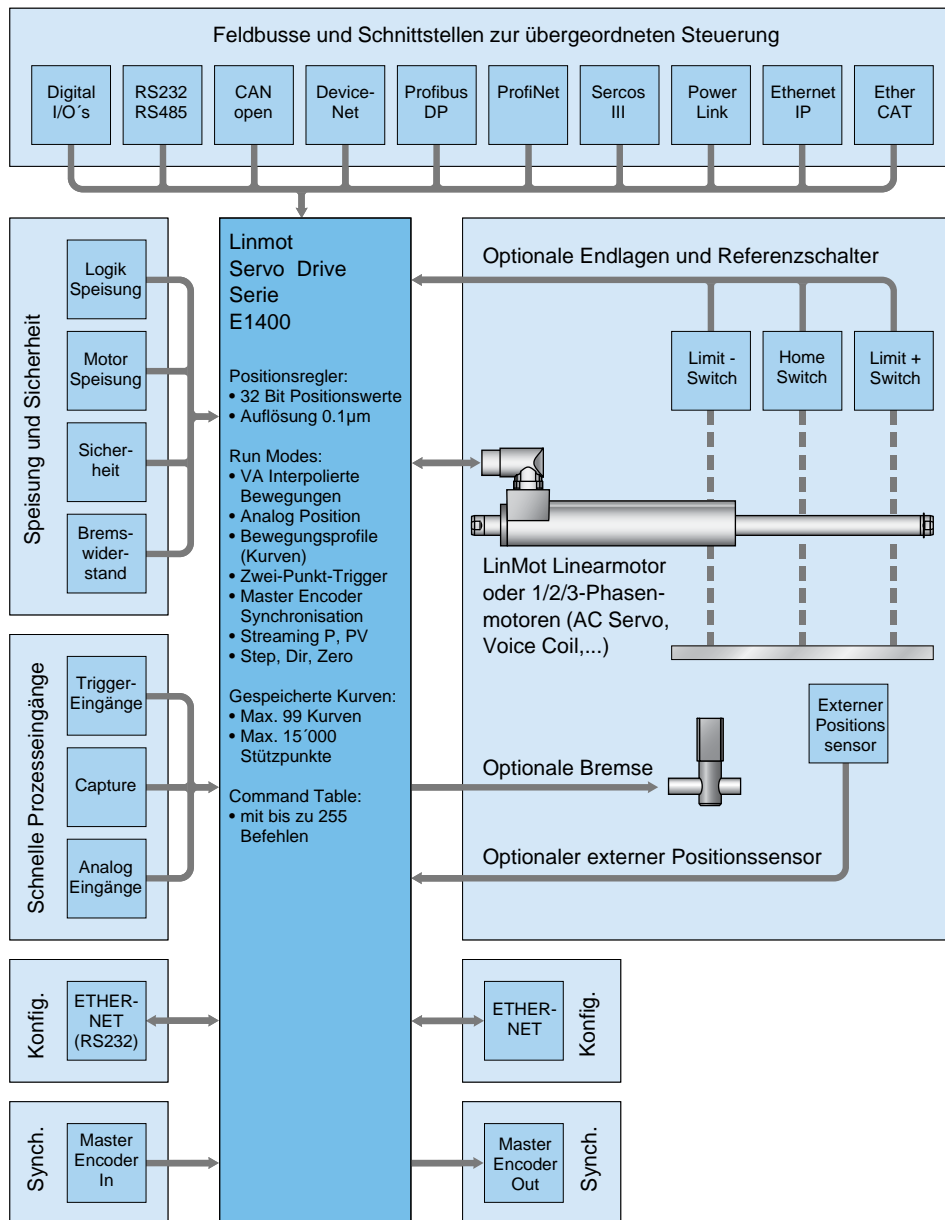 Feldbusse und Schnittstellen zur übergeordneten Steuerung
Digital
I/O´s
RS232
RS485
CAN
open
Device-
Net
Profibus
DP
ProfiNet
Sercos
III
Power
Link
Ethernet
IP
Ether
CAT
Speisung und Sicherheit
Logik
Speisung
Motor
Speisung
Sicher-
heit
Brems-
wider-
stand
Schnelle Prozesseingänge
Trigger-
Eingänge
Capture
Analog
Eingänge
Konfig.
ETHER-
NET
(RS232)
Synch.
Master
Encoder
In
Linmot
Servo Drive
Serie
E1400
Positionsregler:
• 32 Bit Positionswerte
• Auflösung 0.1µm
Run Modes:
• VA Interpolierte
Bewegungen
• Analog Position
• Bewegungsprofile
(Kurven)
• Zwei-Punkt-Trigger
• Master Encoder
Synchronisation
• Streaming P, PV
• Step, Dir, Zero
Gespeicherte Kurven:
• Max. 99 Kurven
• Max. 15´000
Stützpunkte
Command Table:
• mit bis zu 255
Befehlen
Optionale Endlagen und Referenzschalter
Limit -
Switch
Home
Switch
Limit +
Switch
LinMot Linearmotor
oder 1/2/3-Phasen-
motoren (AC Servo,
Voice Coil,...)
Externer
Positions
sensor
Optionale Bremse
Optionaler externer Positionssensor
ETHER-
NET
Konfig.
Master
Encoder
Out
Synch.